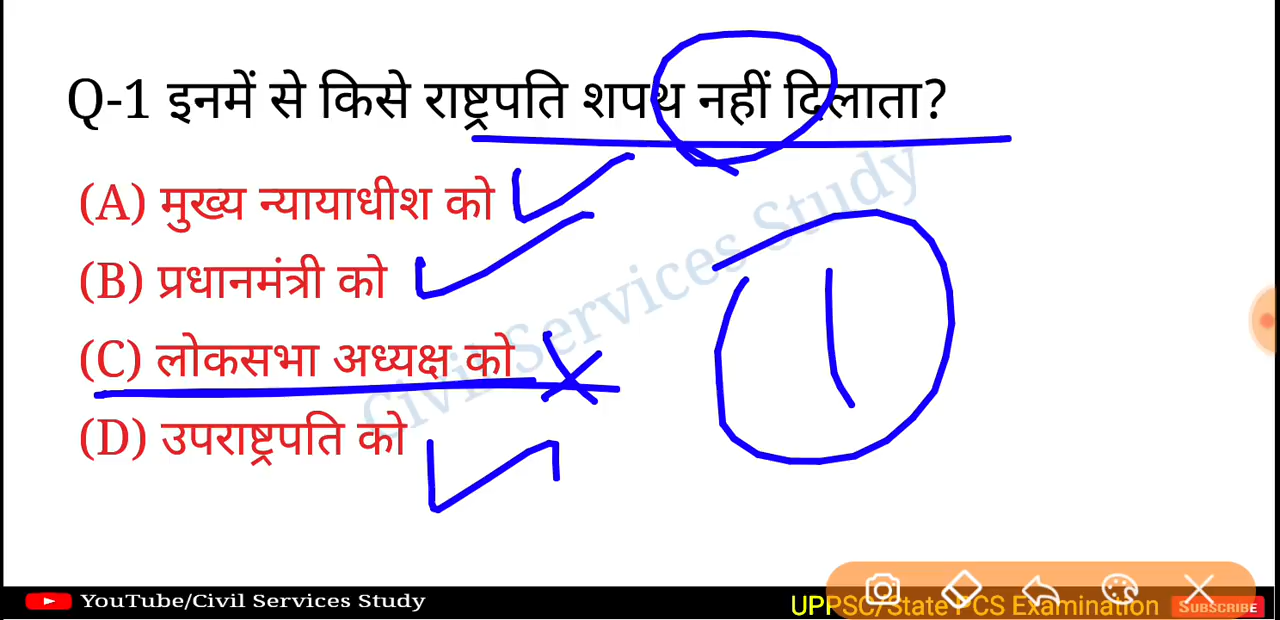 Q-1 इनमें से किसे राष्ट्रपति शपथ नहीं दिलाता?
(A) मुख्य न्यायाधीश को
(B) प्रधानमंत्री को
(C) लोकसभा अध्यक्ष को
(D) उपराष्ट्रपति को
Civil Services Study
YouTube/Civil Services Study
UPPSC/State PCS Examination
SUBSCRIBE